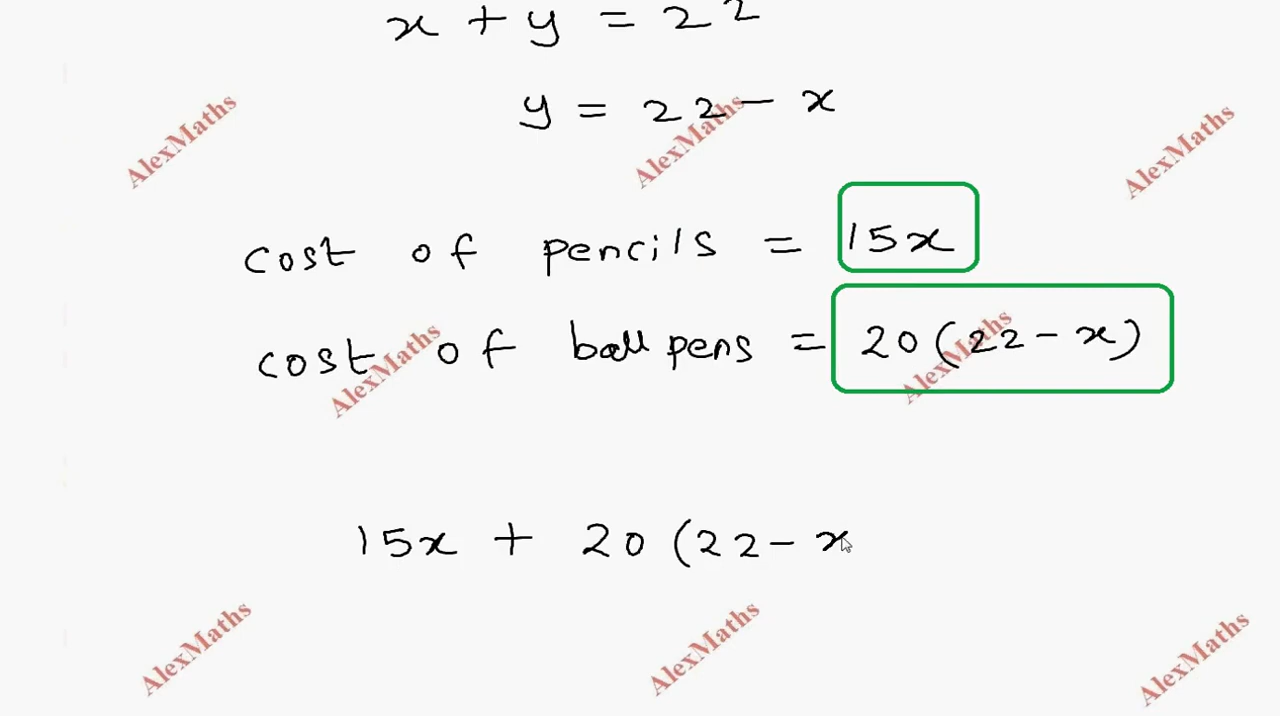 x + y = 22
y = 22 - x
AlexMaths AlexMaths AlexMaths
cost of pencils = 15x
cost of ball pens = 20(22 - x)
AlexMaths AlexMaths
15x + 20(22 - x
AlexMaths AlexMaths AlexMaths